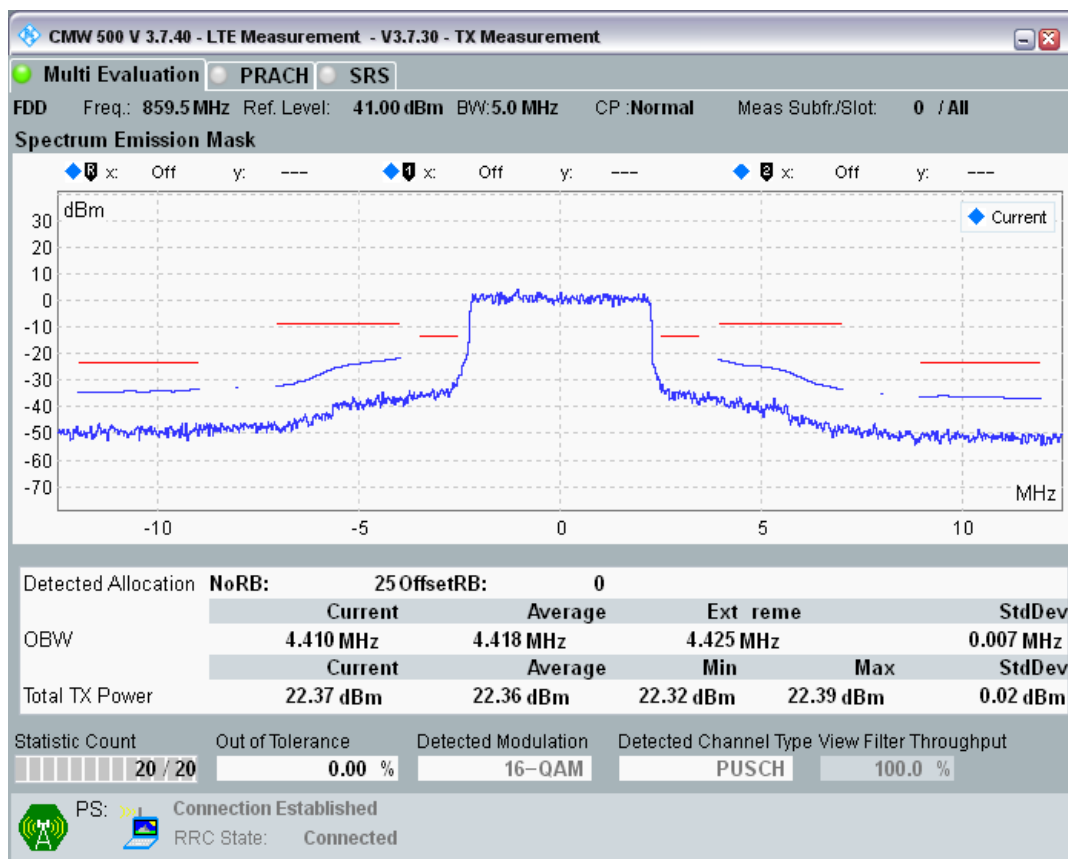 CMW 500 V 3.7.40 - LTE Measurement - V3.7.30 - TX Measurement
Multi Evaluation PRACH SRS
FDD Freq.: 859.5 MHz Ref. Level: 41.00 dBm BW:5.0 MHz CP :Normal Meas Subfr./Slot: 0 / All
Spectrum Emission Mask
R x: Off y: --- 1 x: Off y: --- 2 x: Off y: ---
dBm
Current
30
20
10
0
-10
-20
-30
-40
-50
-60
-70
MHz
-10 -5 0 5 10
Detected Allocation NoRB: 25 OffsetRB: 0
Current Average Ext reme StdDev
OBW 4.410 MHz 4.418 MHz 4.425 MHz 0.007 MHz
Current Average Min Max StdDev
Total TX Power 22.37 dBm 22.36 dBm 22.32 dBm 22.39 dBm 0.02 dBm
Statistic Count Out of Tolerance Detected Modulation Detected Channel Type View Filter Throughput
20 / 20 0.00 % 16-QAM PUSCH 100.0 %
PS: Connection Established
RRC State: Connected